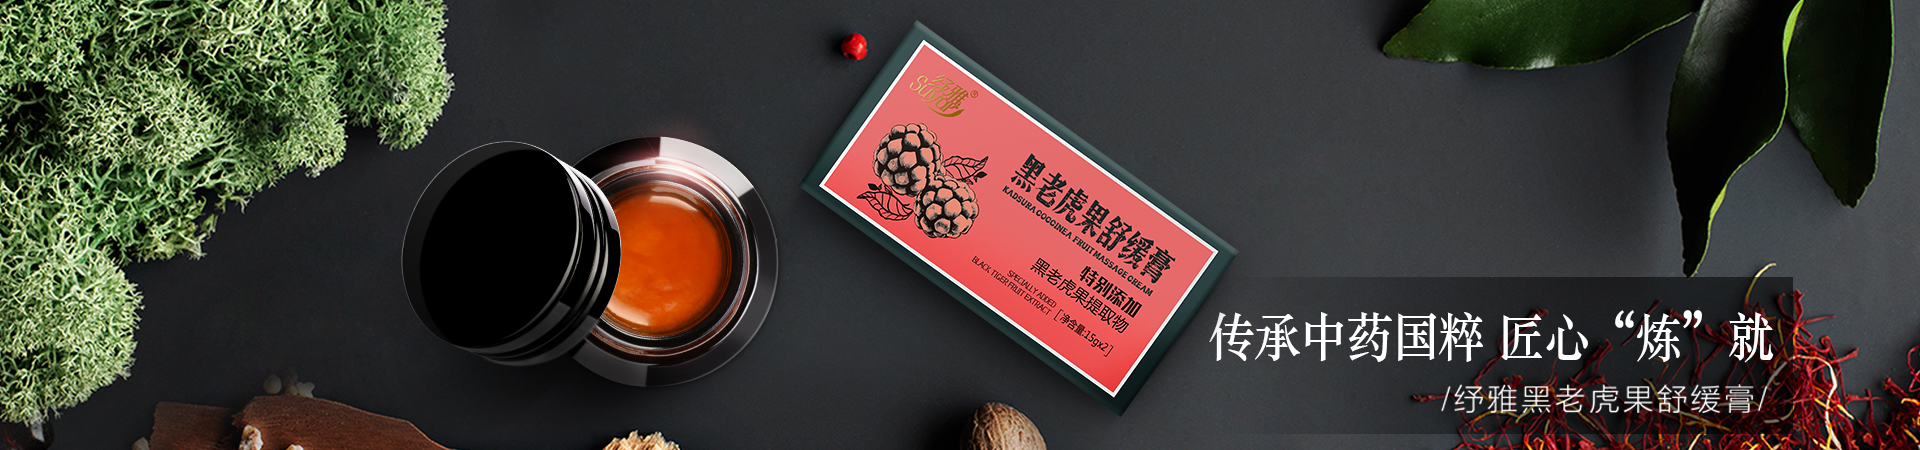 纾雅®
黑老虎果舒缓膏
KADSURA COCCINEA FRUIT MASSAGE CREAM
特别添加
黑老虎果提取物
SPECIALLY ADDED
BLACK TIGER FRUIT EXTRACT
[净含量:15gx2]
传承中药国粹 匠心“炼”就
/纾雅黑老虎果舒缓膏/